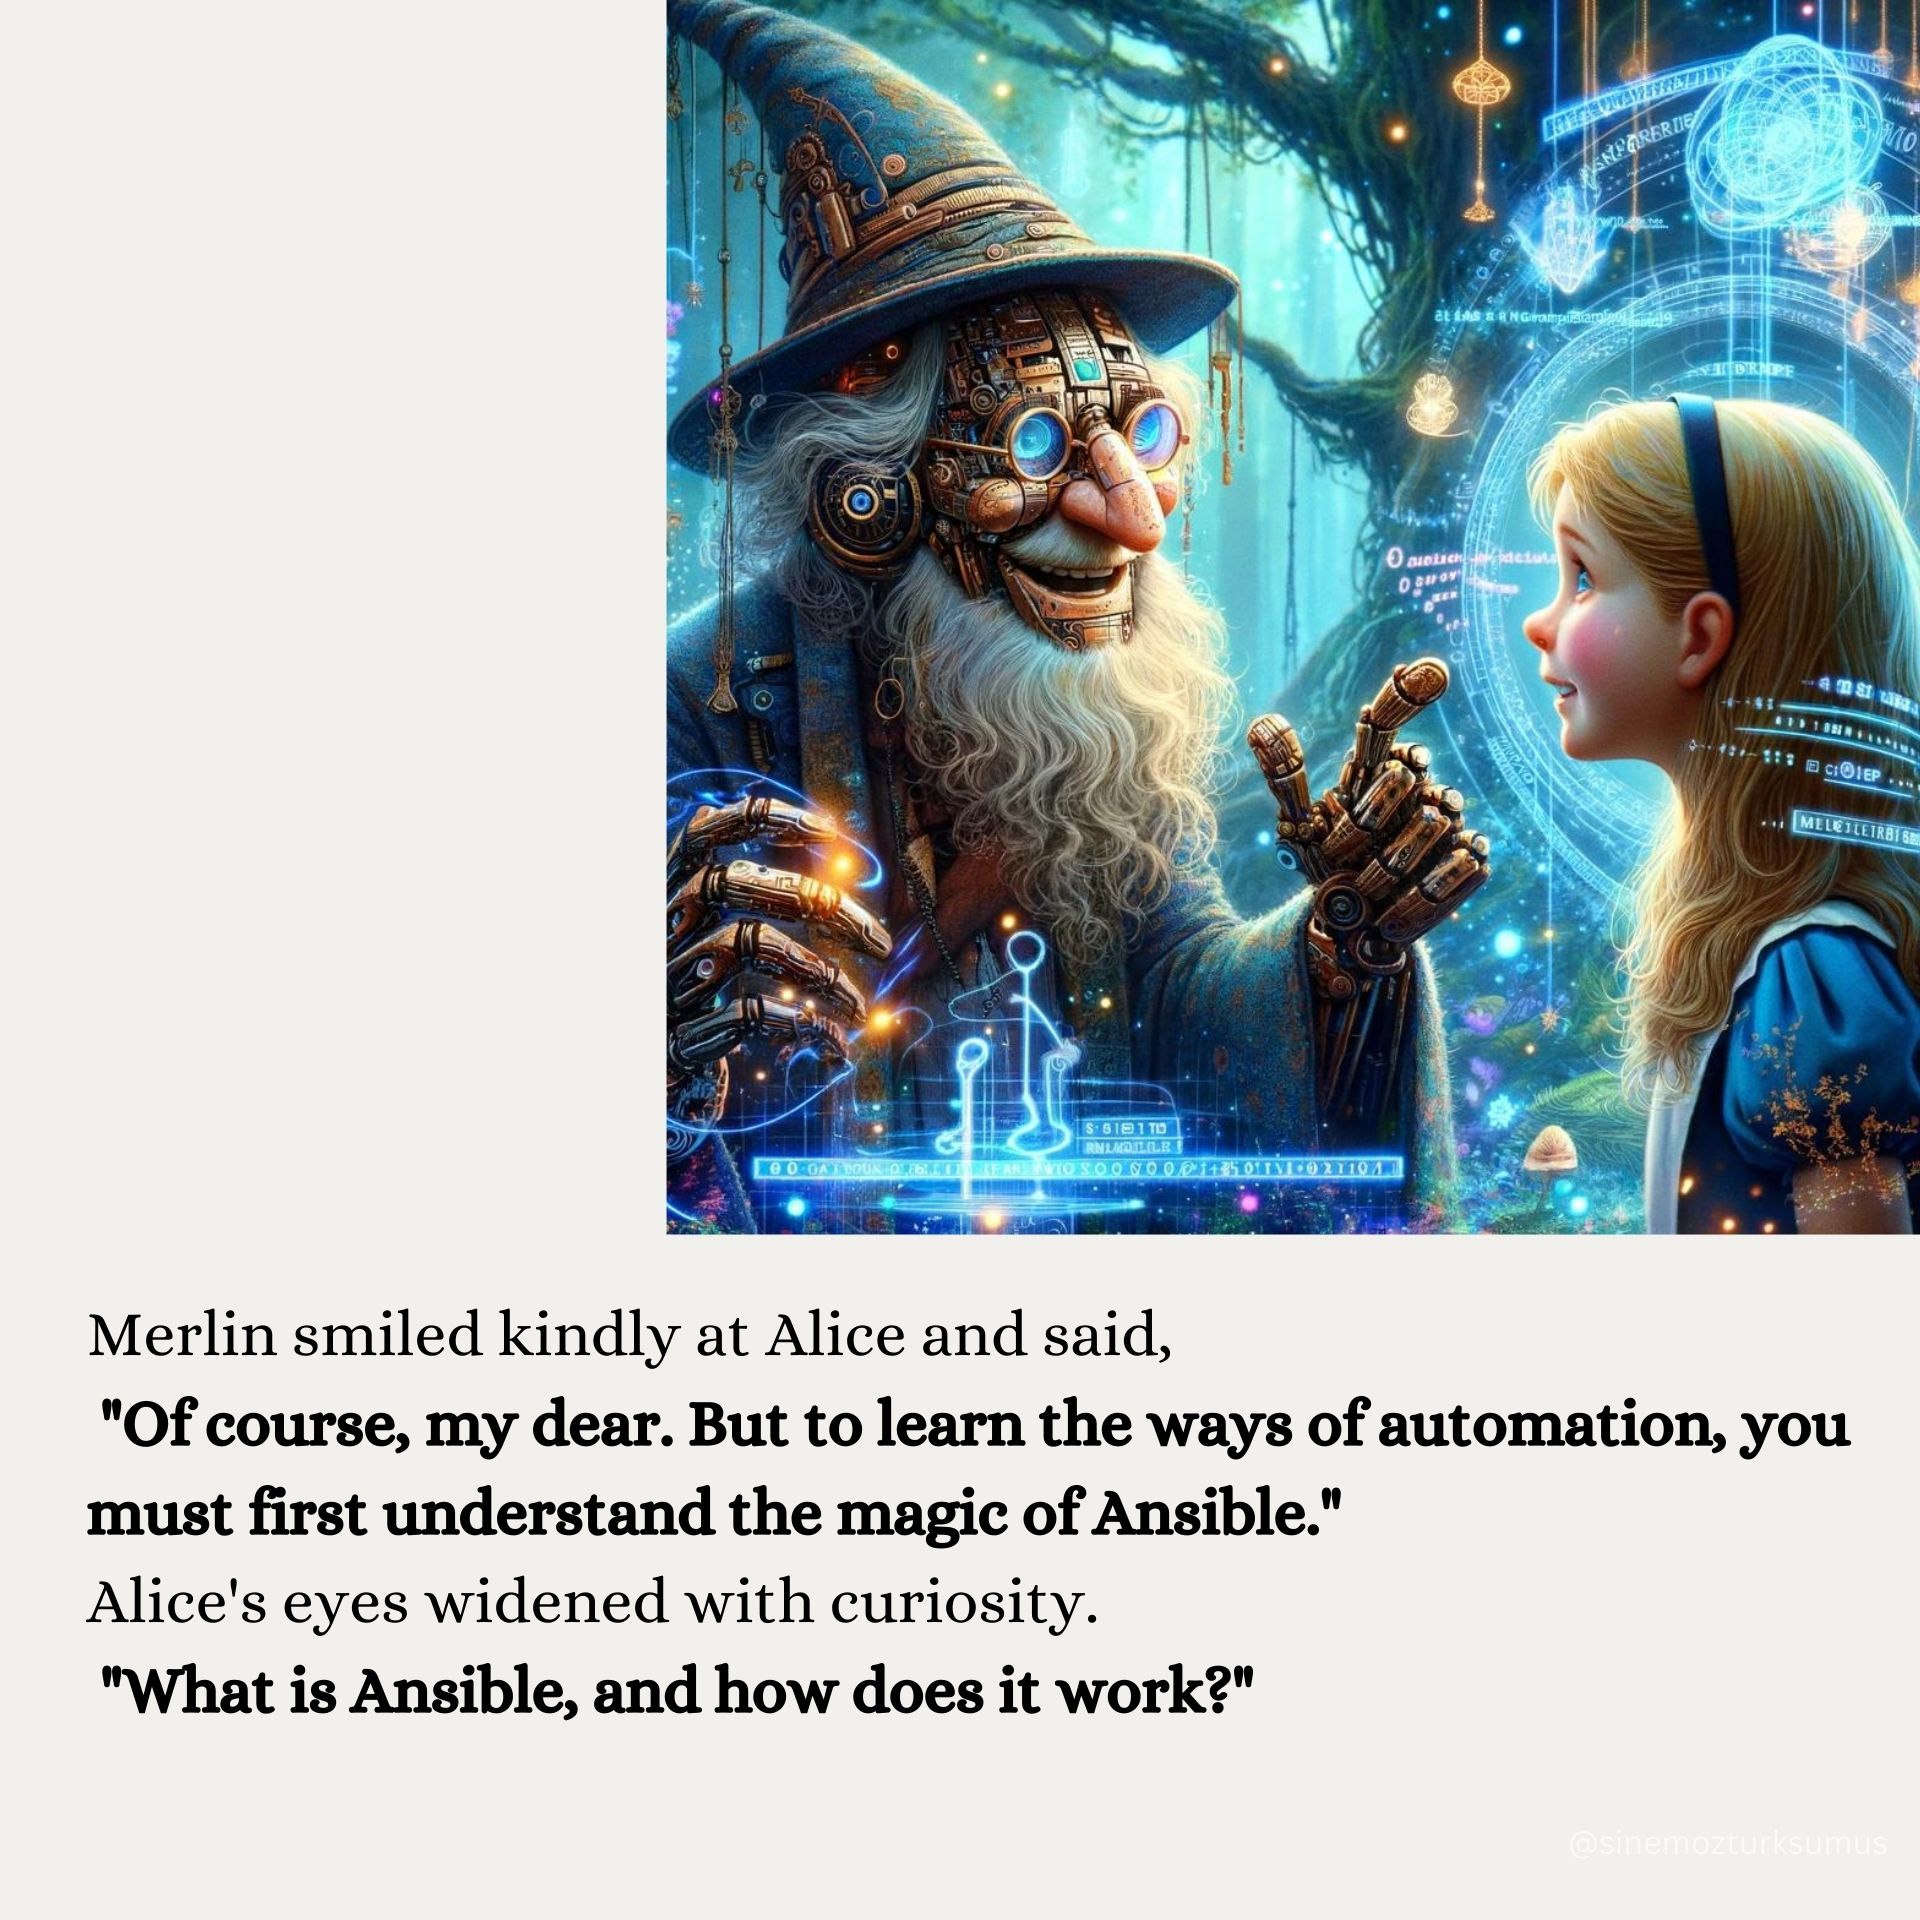 Merlin smiled kindly at Alice and said,
"Of course, my dear. But to learn the ways of automation, you
must first understand the magic of Ansible."
Alice's eyes widened with curiosity.
"What is Ansible, and how does it work?"
@sinemozturksumus